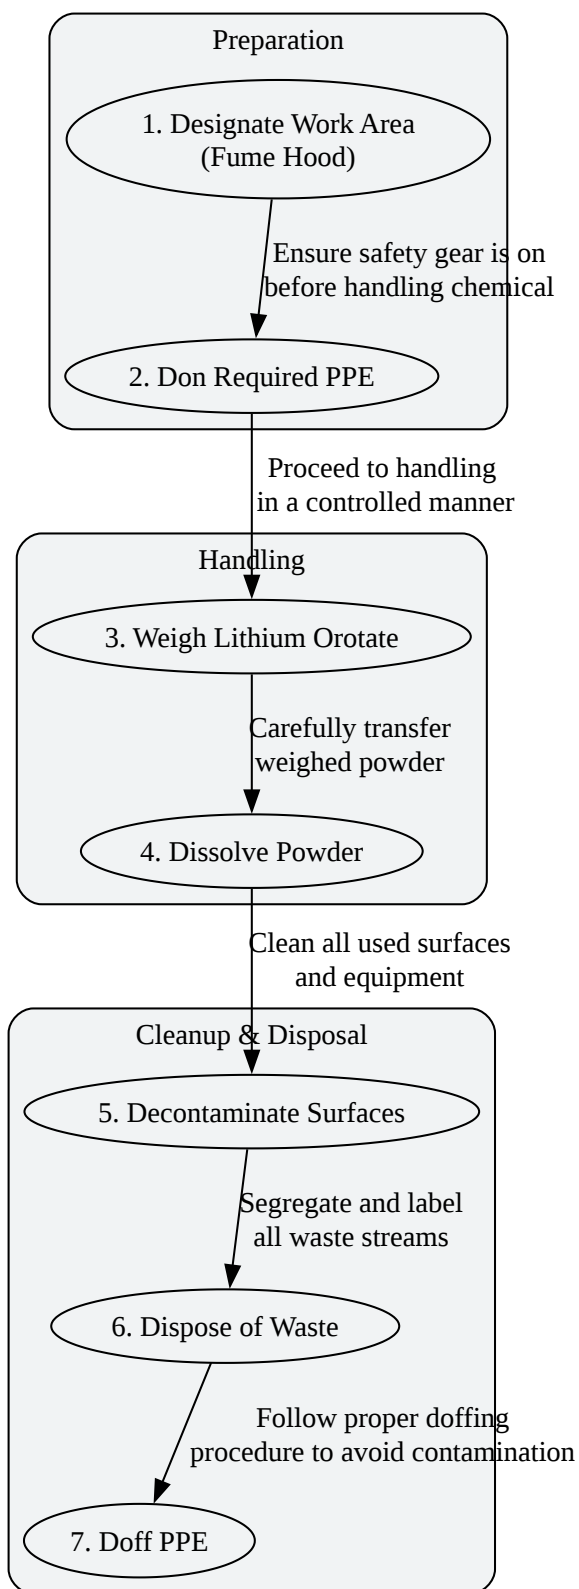 Preparation
1. Designate Work Area
(Fume Hood)
Ensure safety gear is on
before handling chemical
2. Don Required PPE
Proceed to handling
in a controlled manner
Handling
3. Weigh Lithium Orotate
Carefully transfer
weighed powder
4. Dissolve Powder
Clean all used surfaces
and equipment
Cleanup & Disposal
5. Decontaminate Surfaces
Segregate and label
all waste streams
6. Dispose of Waste
Follow proper doffing
procedure to avoid contamination
7. Doff PPE